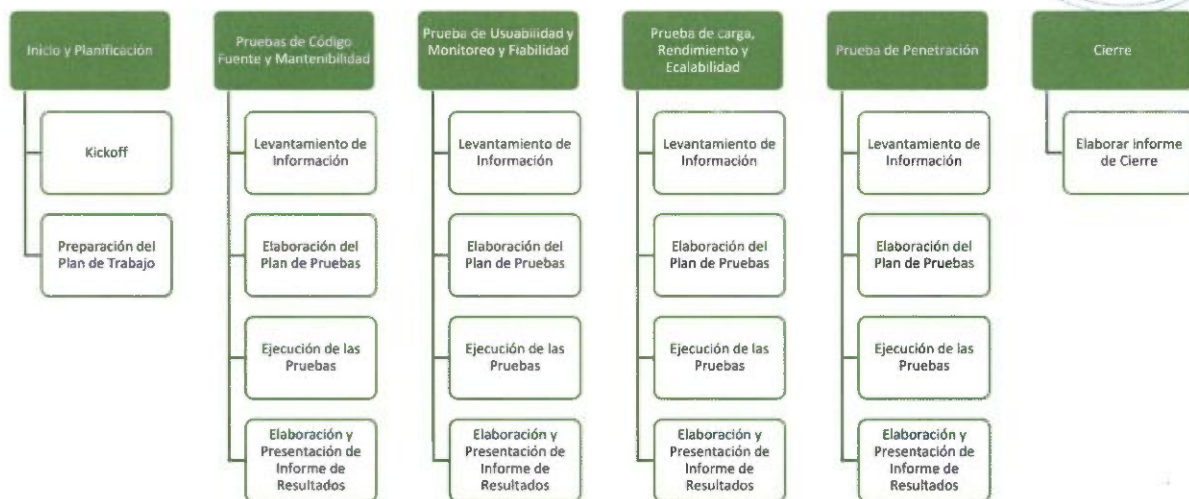 Inicio y Planificación
Kickoff
Preparación del
Plan de Trabajo
Pruebas de Código
Fuente y Mantenibilidad
Levantamiento de
Información
Elaboración del
Plan de Pruebas
Ejecución de las
Pruebas
Elaboración y
Presentación de
Informe de
Resultados
Prueba de Usuabilidad y
Monitoreo y Fiabilidad
Levantamiento de
Información
Elaboración del
Plan de Pruebas
Ejecución de las
Pruebas
Elaboración y
Presentación de
Informe de
Resultados
Prueba de carga,
Rendimiento y
Ecalabilidad
Levantamiento de
Información
Elaboración del
Plan de Pruebas
Ejecución de las
Pruebas
Elaboración y
Presentación de
Informe de
Resultados
Prueba de Penetración
Levantamiento de
Información
Elaboración del
Plan de Pruebas
Ejecución de las
Pruebas
Elaboración y
Presentación de
Informe de
Resultados
Cierre
Elaborar informe
de Cierre